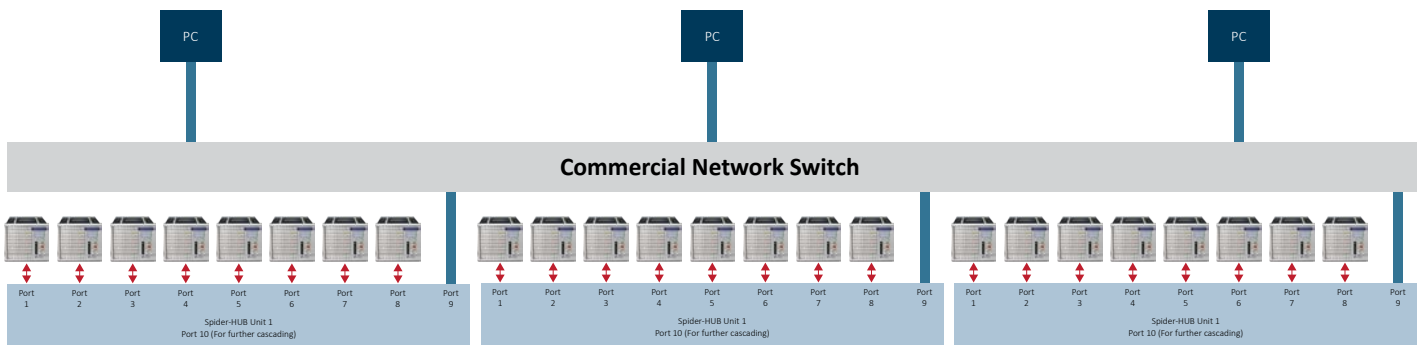 PC
PC
PC
Commercial Network Switch
Port 1
Port 2
Port 3
Port 4
Port 5
Port 6
Port 7
Port 8
Port 9
Spider-HUB Unit 1
Port 10 (For further cascading)
Port 1
Port 2
Port 3
Port 4
Port 5
Port 6
Port 7
Port 8
Port 9
Spider-HUB Unit 1
Port 10 (For further cascading)
Port 1
Port 2
Port 3
Port 4
Port 5
Port 6
Port 7
Port 8
Port 9
Spider-HUB Unit 1
Port 10 (For further cascading)